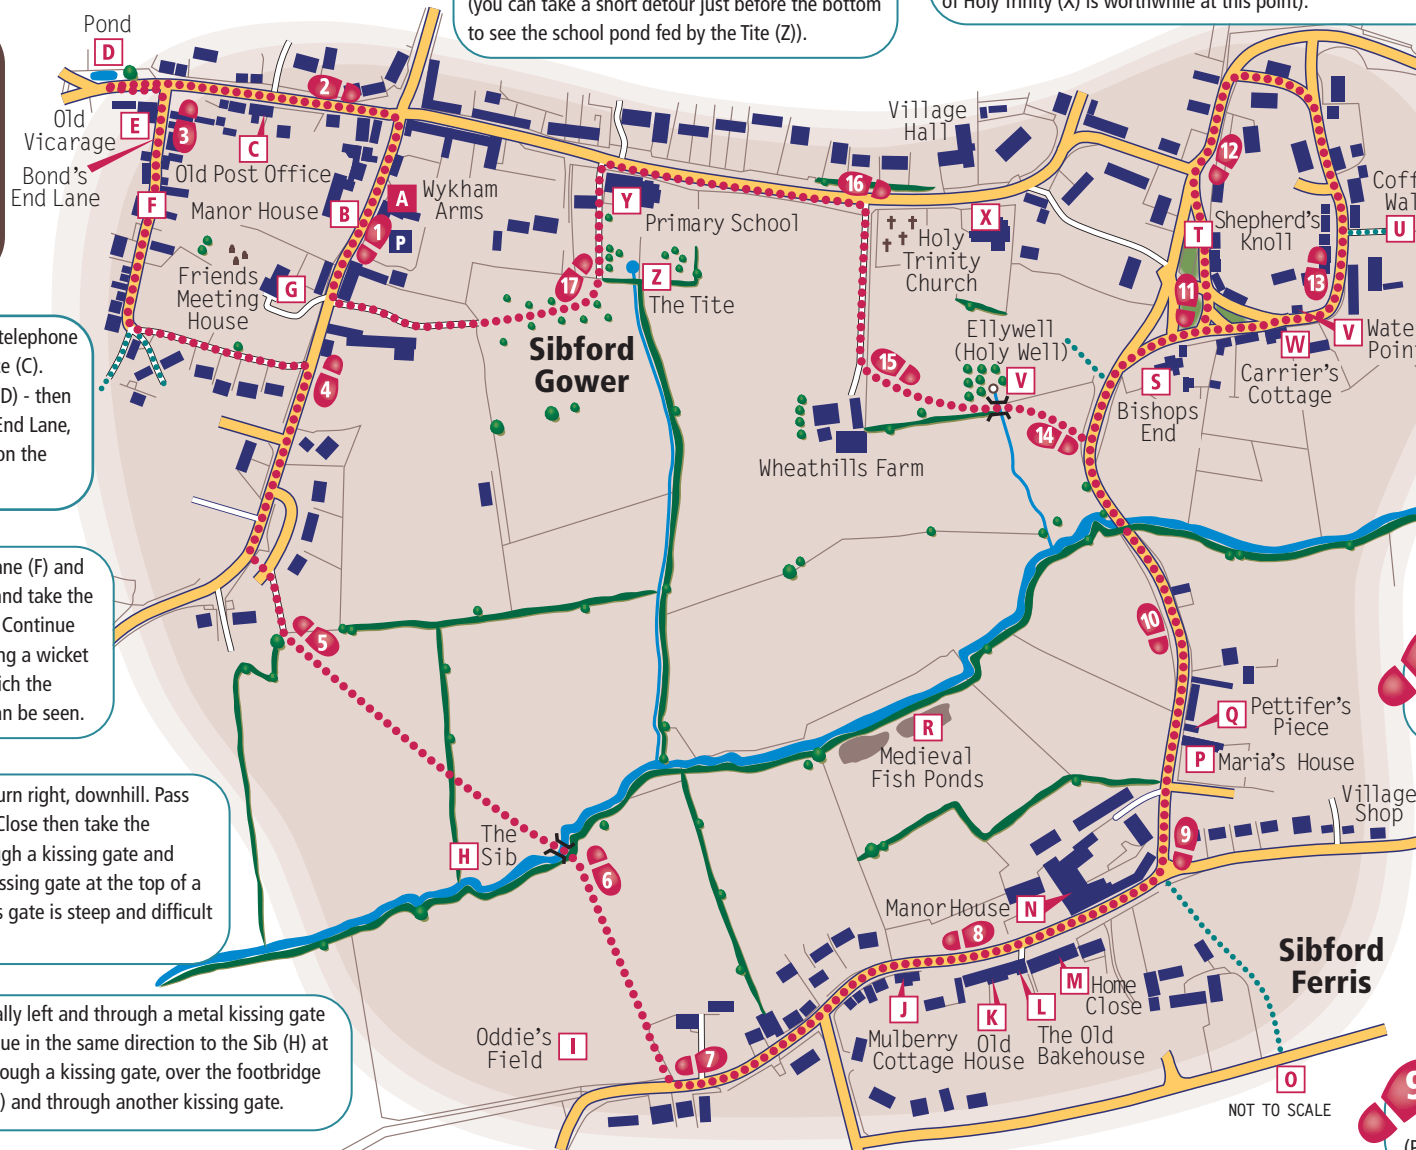 (you can take a short detour just before the bottom
to see the school pond fed by the Tite (Z)).
of Holy Trinity (X) is worthwhile at this point).
Pond
D
Old
Vicarage
E
Bond's
End Lane
3
2
C
Old Post Office
F
Manor House
B
A
Wykham
Arms
1
P
Friends
Meeting
House
G
4
Y
Primary School
17
Z
The Tite
Sibford
Gower
Village
Hall
16
X
Holy
Trinity
Church
Ellywell
(Holy Well)
V
15
14
Wheathills Farm
12
T
Shepherd's
Knoll
11
13
U
V
W
Carrier's
Cottage
S
Bishops
End
telephone
(C).
D) - then
End Lane,
on the
ane (F) and
and take the
Continue
ng a wicket
ich the
an be seen.
5
10
Q
Pettifer's
Piece
P
Maria's House
R
Medieval
Fish Ponds
Village
Shop
9
urn right, downhill. Pass
Close then take the
ugh a kissing gate and
issing gate at the top of a
s gate is steep and difficult
The
Sib
H
6
Manor House
N
8
Sibford
Ferris
M
Home
Close
L
The Old
Bakehouse
K
Old
House
J
Mulberry
Cottage
ally left and through a metal kissing gate
ue in the same direction to the Sib (H) at
rough a kissing gate, over the footbridge
) and through another kissing gate.
Oddie's
Field
I
7
O
NOT TO SCALE
9